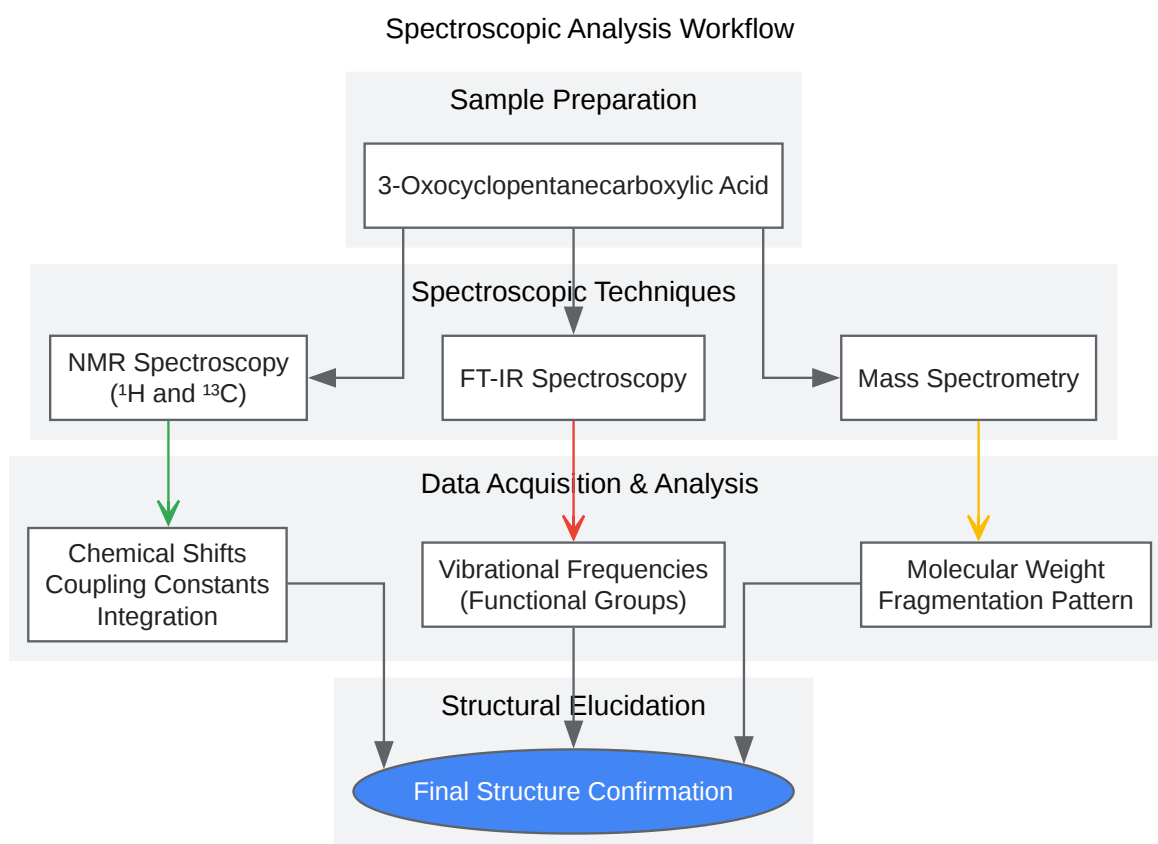 Spectroscopic Analysis Workflow
Sample Preparation
3-Oxocyclopentanecarboxylic Acid
Spectroscopic Techniques
NMR Spectroscopy
(¹H and ¹³C)
FT-IR Spectroscopy
Mass Spectrometry
Data Acquisition & Analysis
Chemical Shifts
Coupling Constants
Integration
Vibrational Frequencies
(Functional Groups)
Molecular Weight
Fragmentation Pattern
Structural Elucidation
Final Structure Confirmation